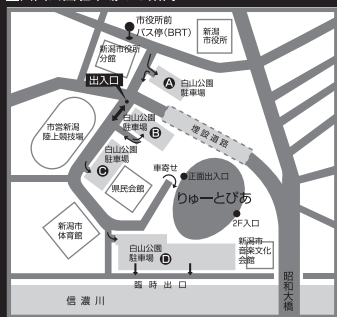 市役所前
バス停(BRT)
新潟
市役所
新潟市役所
分館
出入口
A
白山公園
駐車場
白山公園
駐車場
B
埋設道路
市営新潟
陸上競技場
白山公園
駐車場
C
車寄せ
正面出入口
県民会館
りゅーとぴあ
2F入口
新潟市
体育館
白山公園
駐車場
D
新潟市
音楽文化
会館
臨時出口
昭和大橋
信濃川